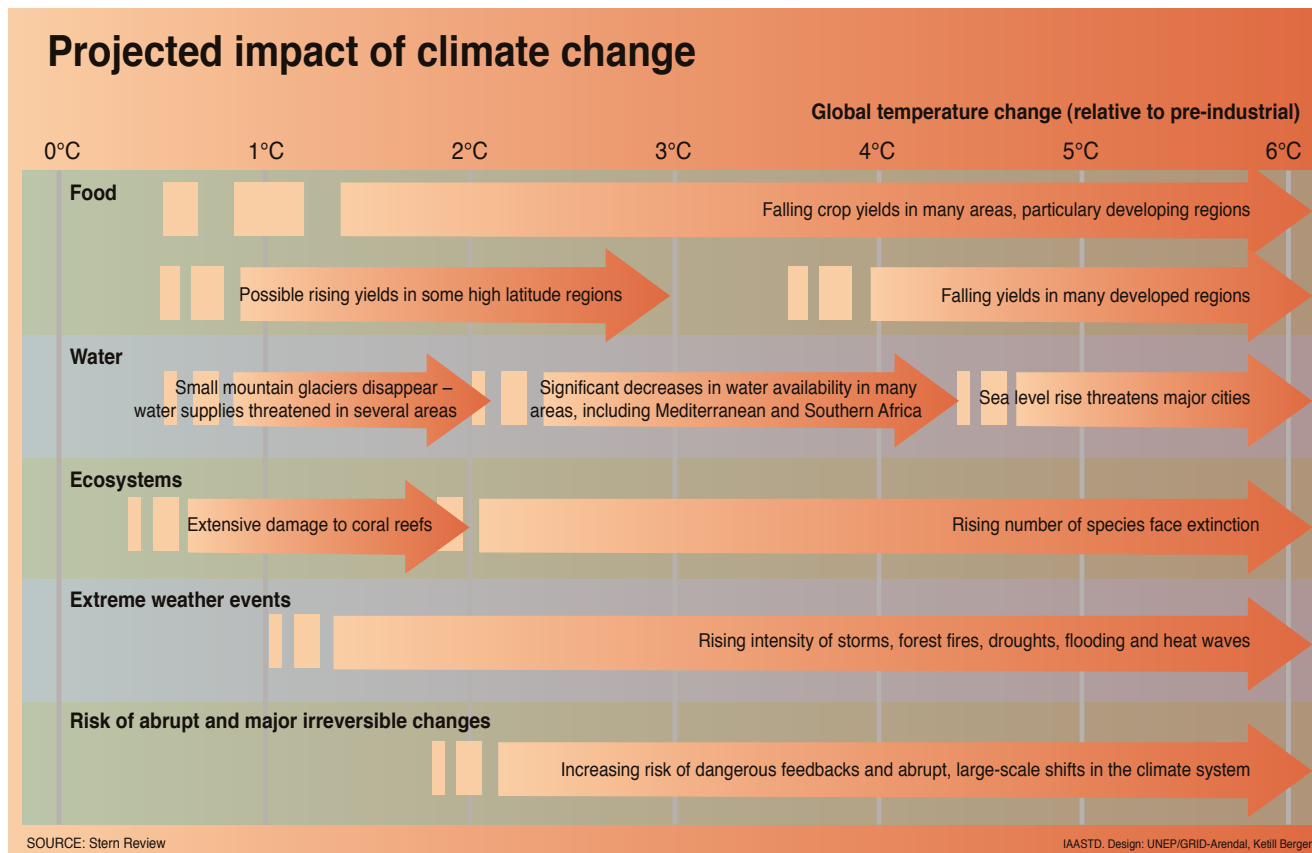 Projected impact of climate change
Global temperature change (relative to pre-industrial)
0°C 1°C 2°C 3°C 4°C 5°C 6°C
Food
Falling crop yields in many areas, particulary developing regions
Possible rising yields in some high latitude regions
Falling yields in many developed regions
Water
Small mountain glaciers disappear –
water supplies threatened in several areas
Significant decreases in water availability in many
areas, including Mediterranean and Southern Africa
Sea level rise threatens major cities
Ecosystems
Extensive damage to coral reefs
Rising number of species face extinction
Extreme weather events
Rising intensity of storms, forest fires, droughts, flooding and heat waves
Risk of abrupt and major irreversible changes
Increasing risk of dangerous feedbacks and abrupt, large-scale shifts in the climate system
SOURCE: Stern Review
IAASTD. Design: UNEP/GRID-Arendal, Ketill Berger